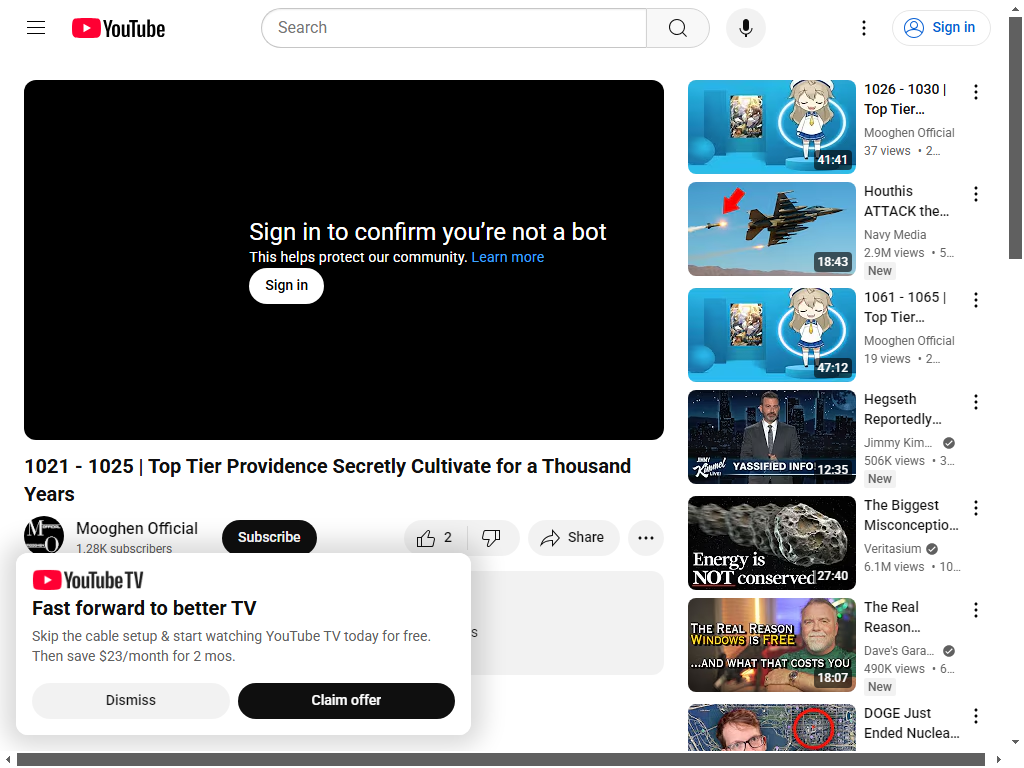 YouTube
Search
Sign in
Sign in to confirm you’re not a bot
This helps protect our community. Learn more
Sign in
1021 - 1025 | Top Tier Providence Secretly Cultivate for a Thousand
Years
Mooghen Official
1.28K subscribers
Subscribe
2
Share
YouTube TV
Fast forward to better TV
Skip the cable setup & start watching YouTube TV today for free.
Then save $23/month for 2 mos.
Dismiss
Claim offer
41:41
1026 - 1030 |
Top Tier…
Mooghen Official
37 views • 2…
18:43
Houthis
ATTACK the…
Navy Media
2.9M views • 5…
New
47:12
1061 - 1065 |
Top Tier…
Mooghen Official
19 views • 2…
JIMMY
Kimmel
LIVE!
YASSIFIED INFO
12:35
Hegseth
Reportedly…
Jimmy Kim…
506K views • 3…
New
Energy is
NOT conserved
27:40
The Biggest
Misconceptio…
Veritasium
6.1M views • 10…
THE REAL REASON
WINDOWS IS FREE
...AND WHAT THAT COSTS YOU
18:07
The Real
Reason…
Dave's Gara…
490K views • 6…
New
DOGE Just
Ended Nuclea…